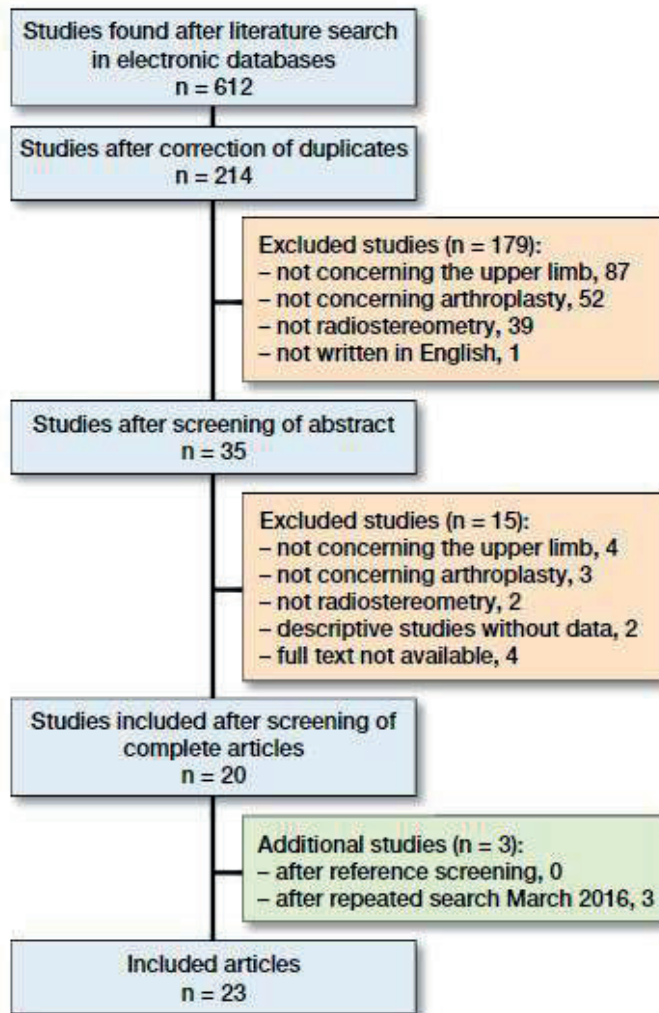 Studies found after literature search
in electronic databases
n = 612
Studies after correction of duplicates
n = 214
Excluded studies (n = 179):
– not concerning the upper limb, 87
– not concerning arthroplasty, 52
– not radiostereometry, 39
– not written in English, 1
Studies after screening of abstract
n = 35
Excluded studies (n = 15):
– not concerning the upper limb, 4
– not concerning arthroplasty, 3
– not radiostereometry, 2
– descriptive studies without data, 2
– full text not available, 4
Studies included after screening of
complete articles
n = 20
Additional studies (n = 3):
– after reference screening, 0
– after repeated search March 2016, 3
Included articles
n = 23